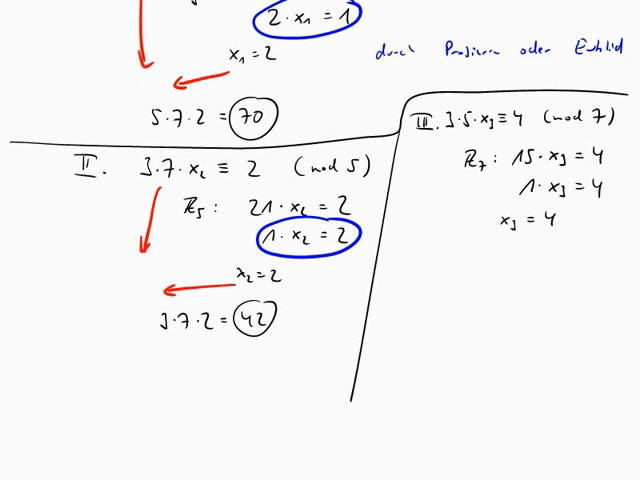 2 · x₁ = 1
x₁ = 2
durch Probieren oder Euklid
5 · 7 · 2 = 70
II. 3 · 7 · x₂ ≡ 2 (mod 5)
ℤ₅ : 21 · x₂ = 2
1 · x₂ = 2
x₂ = 2
3 · 7 · 2 = 42
III. 3 · 5 · x₃ ≡ 4 (mod 7)
ℤ₇ : 15 · x₃ = 4
1 · x₃ = 4
x₃ = 4